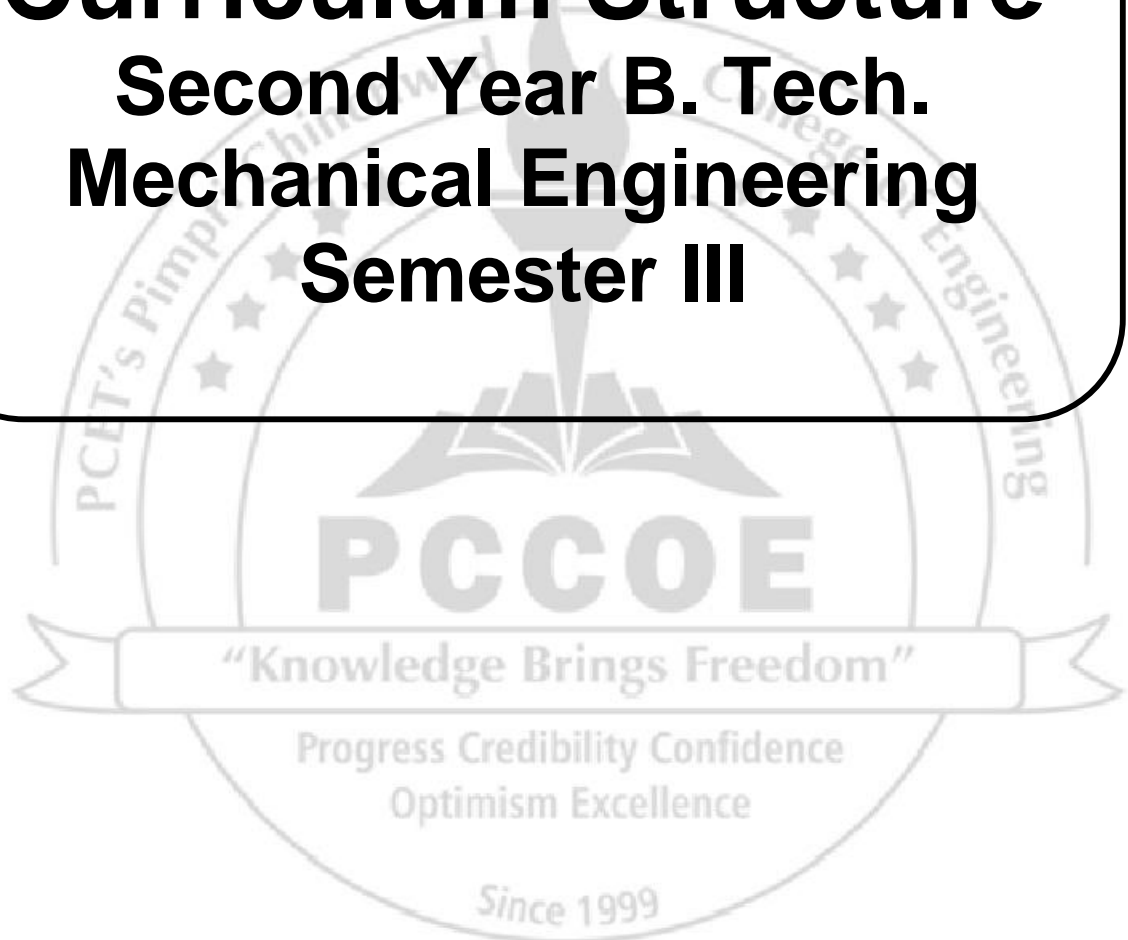 Curriculum Structure
Second Year B. Tech.
Mechanical Engineering
Semester III
PCET's Pimpri Chinchwad College of Engineering
PCCOE
“Knowledge Brings Freedom”
Progress Credibility Confidence
Optimism Excellence
Since 1999